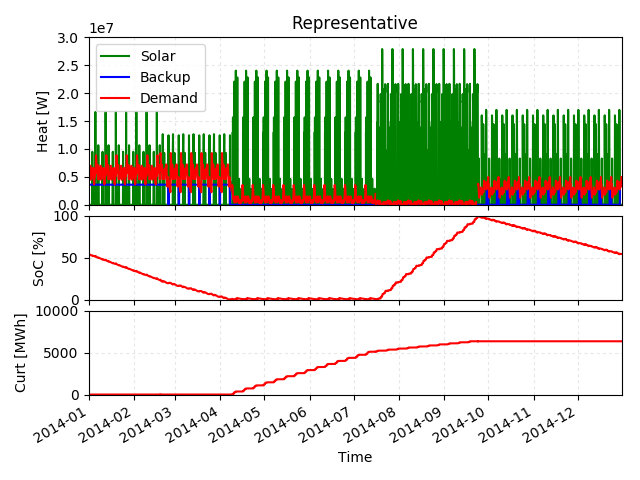 Representative
1e7
3.0
2.5
2.0
1.5
1.0
0.5
0.0
Heat [W]
Solar
Backup
Demand
100
50
0
SoC [%]
10000
5000
0
Curt [MWh]
2014-01
2014-02
2014-03
2014-04
2014-05
2014-06
2014-07
2014-08
2014-09
2014-10
2014-11
2014-12
Time